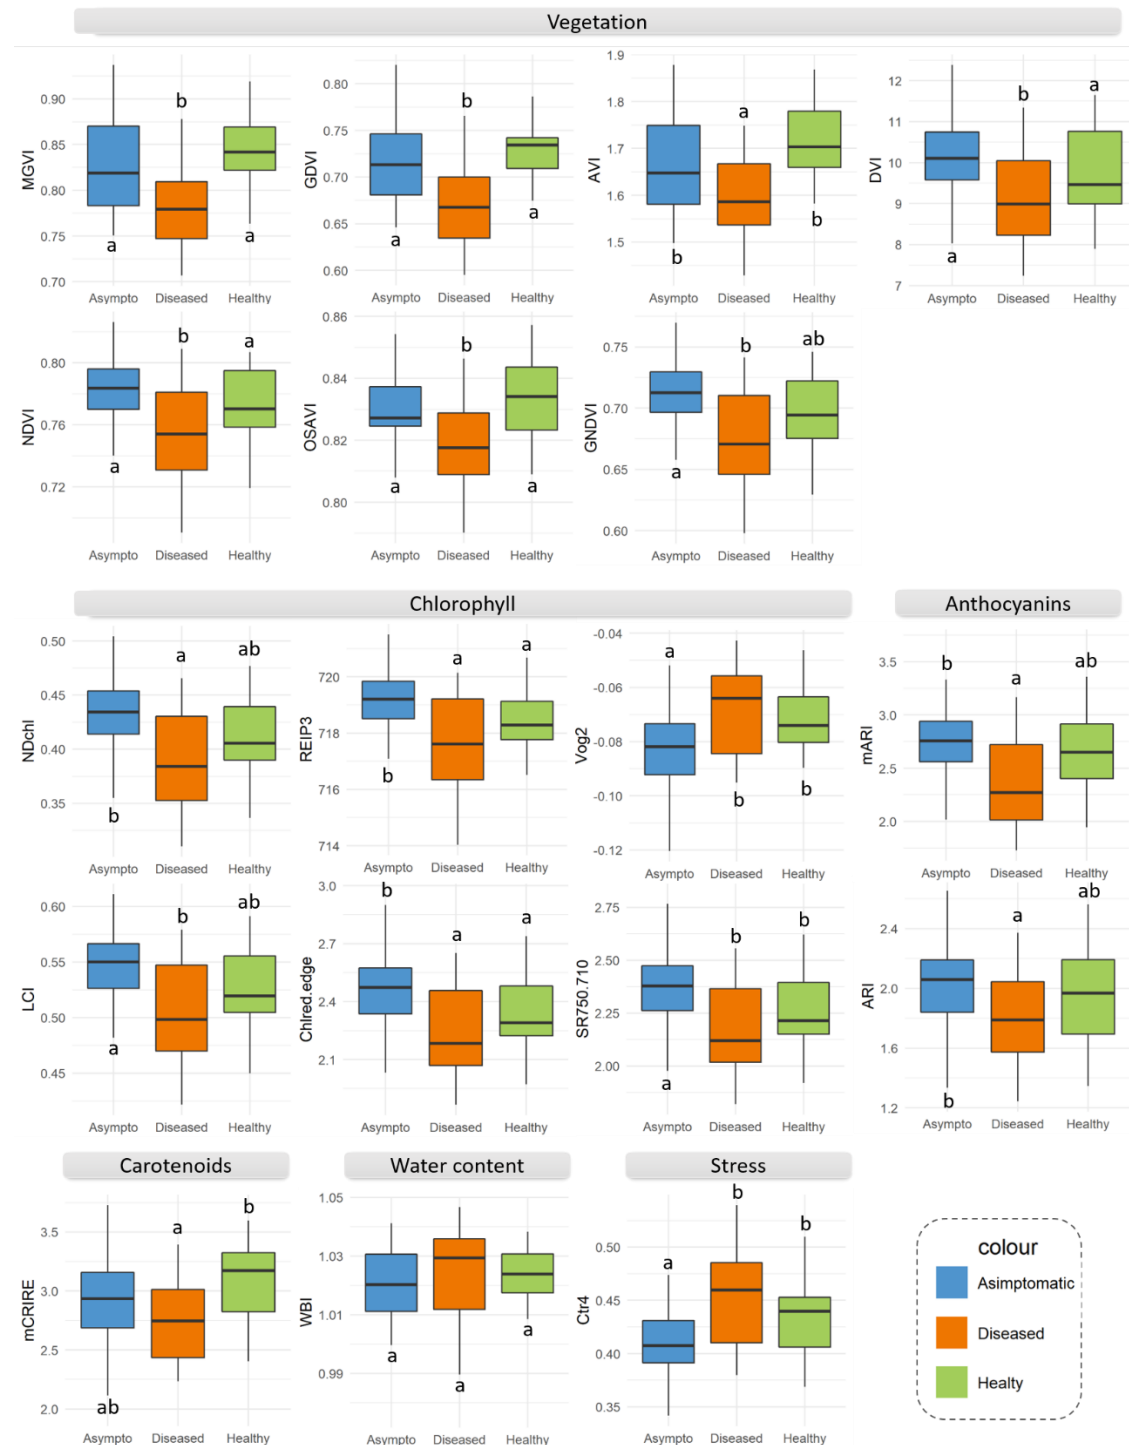 Vegetation
MGVI
0.90
0.85
0.80
0.75
0.70
a
b
a
Asympto Diseased Healthy
GDVI
0.80
0.75
0.70
0.65
0.60
a
b
a
Asympto Diseased Healthy
AVI
1.9
1.8
1.7
1.6
1.5
b
a
b
Asympto Diseased Healthy
DVI
12
11
10
9
8
7
a
b
a
Asympto Diseased Healthy
NDVI
0.80
0.76
0.72
a
b
a
Asympto Diseased Healthy
OSAVI
0.86
0.84
0.82
0.80
a
b
a
Asympto Diseased Healthy
GNDVI
0.75
0.70
0.65
0.60
a
b
ab
Asympto Diseased Healthy
Chlorophyll
Anthocyanins
NDchl
0.50
0.45
0.40
0.35
b
a
ab
Asympto Diseased Healthy
REIP3
720
718
716
714
b
a
a
Asympto Diseased Healthy
Vog2
-0.04
-0.06
-0.08
-0.10
-0.12
a
b
b
Asympto Diseased Healthy
mARI
3.5
3.0
2.5
2.0
b
a
ab
Asympto Diseased Healthy
LCI
0.60
0.55
0.50
0.45
a
b
ab
Asympto Diseased Healthy
Chlred.edge
3.0
2.7
2.4
2.1
b
a
a
Asympto Diseased Healthy
SR750.710
2.75
2.50
2.25
2.00
a
b
b
Asympto Diseased Healthy
ARI
2.4
2.0
1.6
1.2
b
a
ab
Asympto Diseased Healthy
Carotenoids
Water content
Stress
mCRIRE
3.5
3.0
2.5
2.0
ab
a
b
Asympto Diseased Healthy
WBI
1.05
1.03
1.01
0.99
a
a
a
Asympto Diseased Healthy
Ctr4
0.50
0.45
0.40
0.35
a
b
b
Asympto Diseased Healthy
colour
Asimptomatic
Diseased
Healty